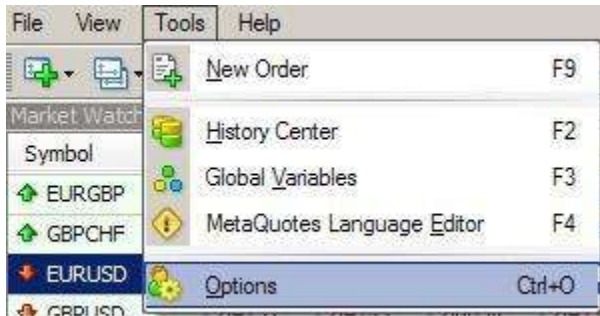 File View Tools Help
New Order F9
Market Watch
History Center F2
Symbol
Global Variables F3
EURGBP
MetaQuotes Language Editor F4
GBPCHF
EURUSD
Options Ctrl+O
GBPUSD